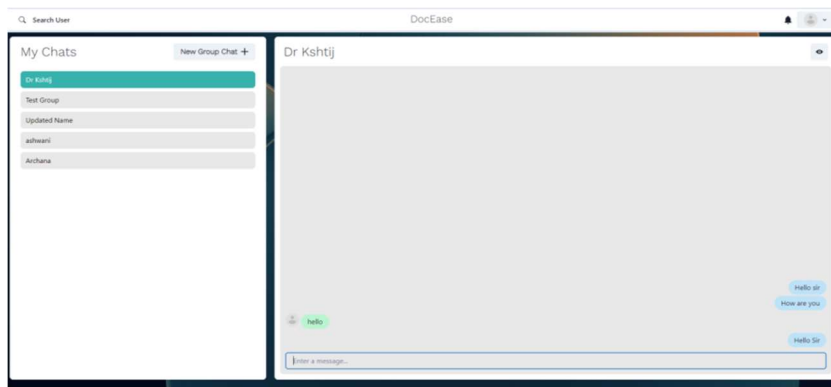 Search User
DocEase
My Chats
New Group Chat +
Dr Kshtij
Test Group
Updated Name
ashwani
Archana
Dr Kshtij
Hello sir
How are you
hello
Hello Sir
Enter a message...